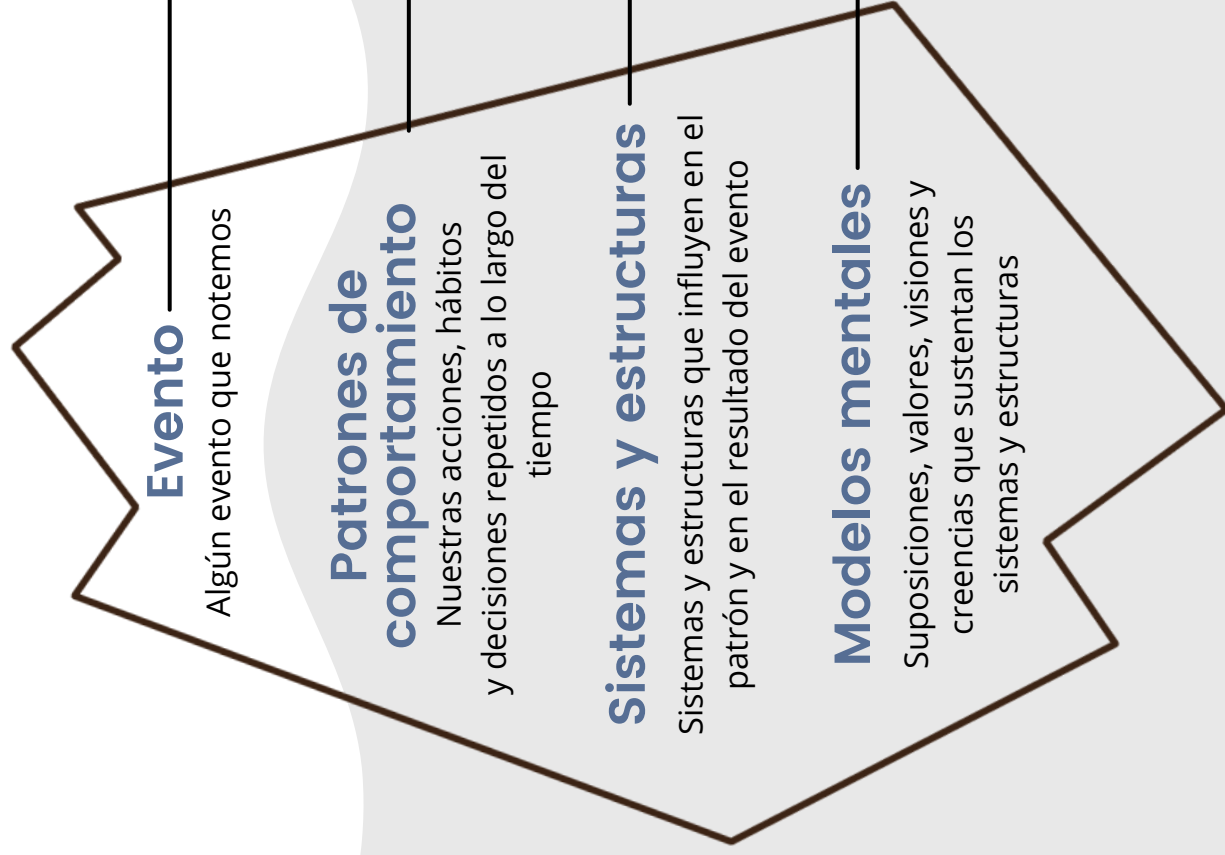 Evento
Algún evento que notemos
Patrones de
comportamiento
Nuestras acciones, hábitos
y decisiones repetidos a lo largo del
tiempo
Sistemas y estructuras
Sistemas y estructuras que influyen en el
patrón y en el resultado del evento
Modelos mentales
Suposiciones, valores, visiones y
creencias que sustentan los
sistemas y estructuras